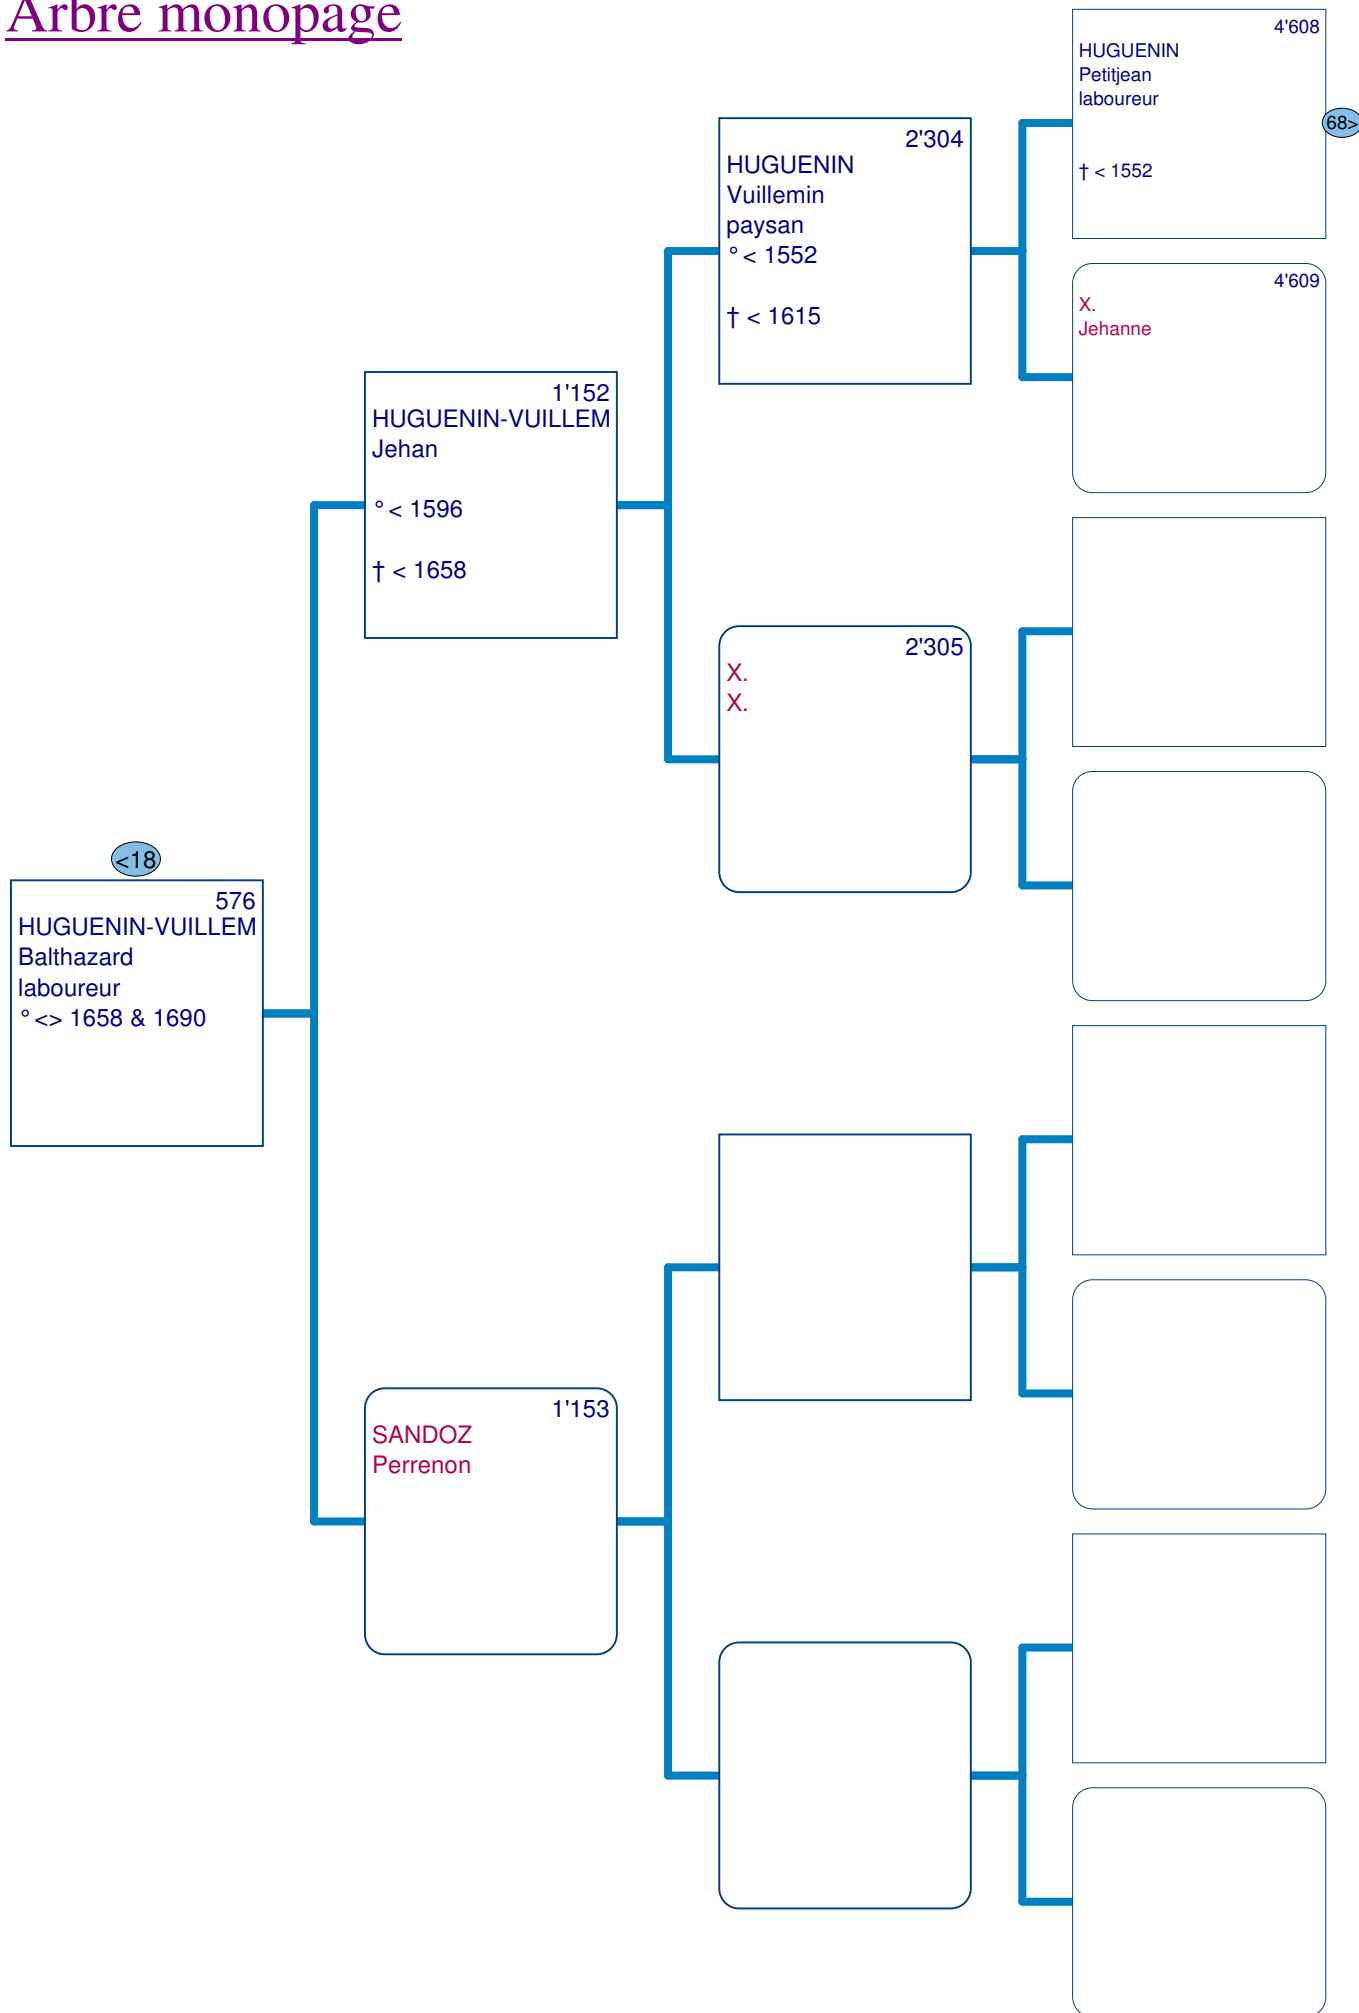 Arbre monopage
4'608
HUGUENIN
Petitjean
laboureur
† < 1552
68>
2'304
HUGUENIN
Vuillemin
paysan
° < 1552
† < 1615
4'609
X.
Jehanne
1'152
HUGUENIN-VUILLEM
Jehan
° < 1596
† < 1658
2'305
X.
X.
<18
576
HUGUENIN-VUILLEM
Balthazard
laboureur
° <> 1658 & 1690
1'153
SANDOZ
Perrenon